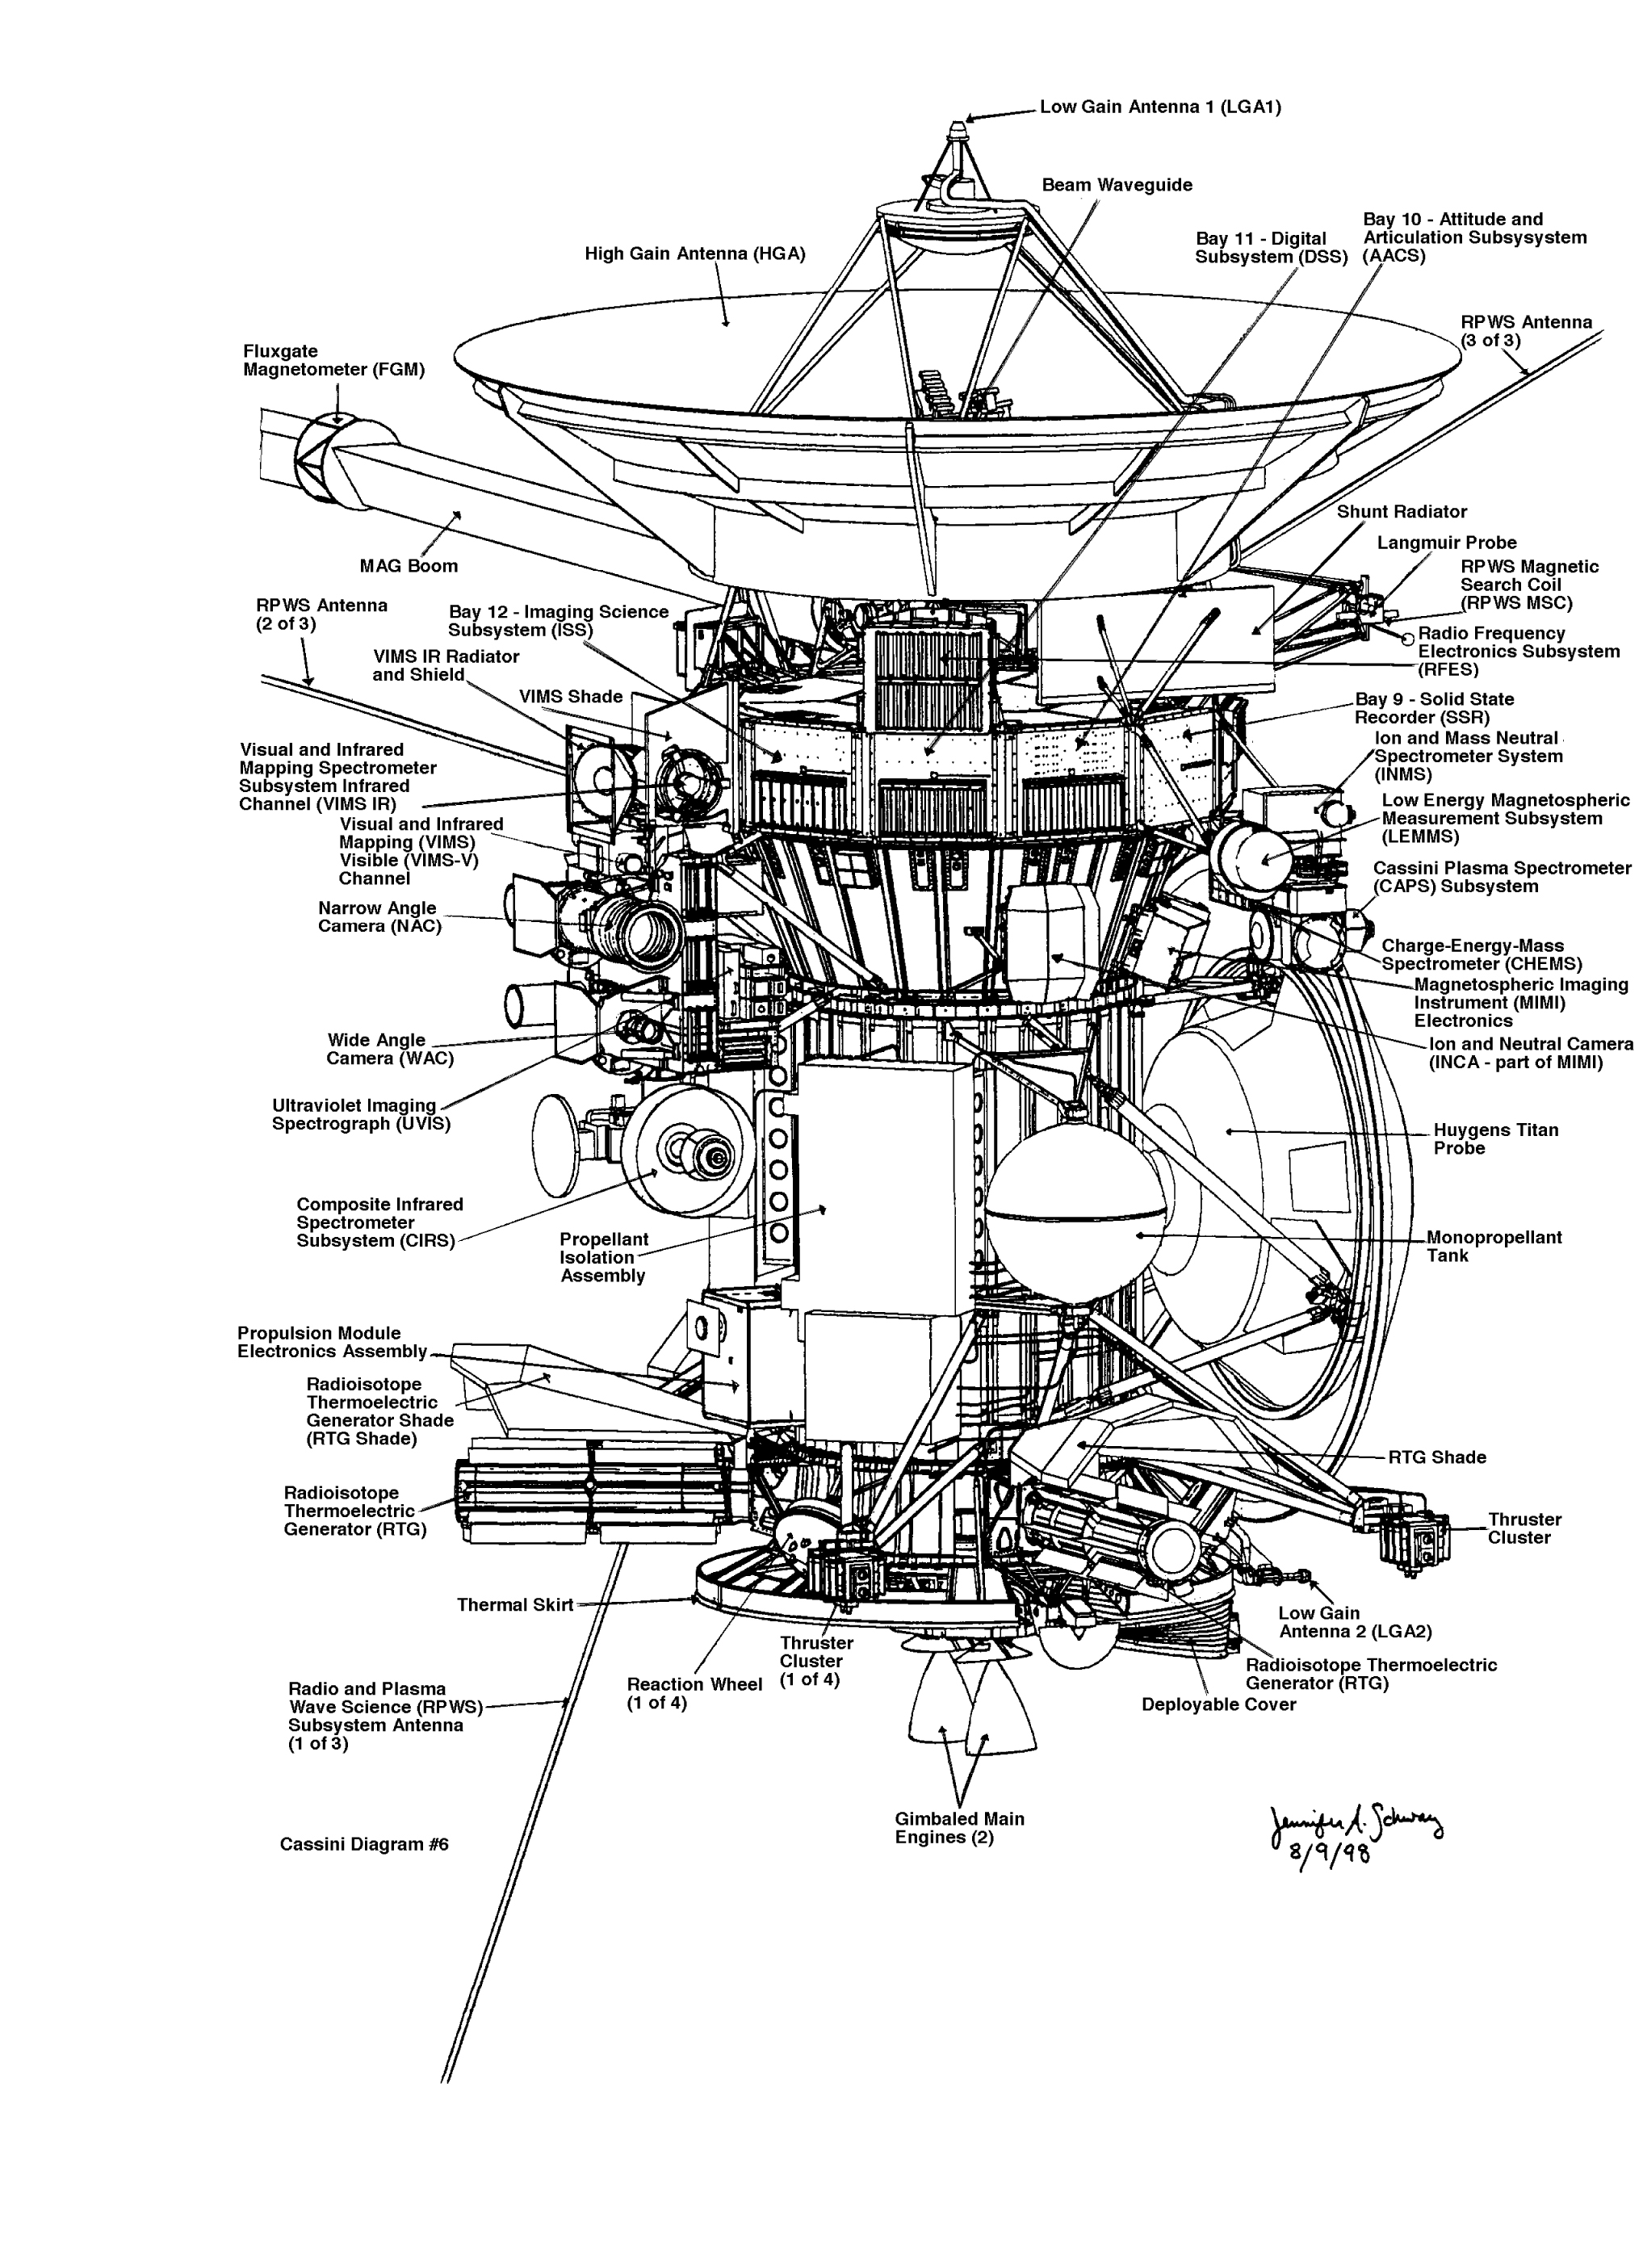 Low Gain Antenna 1 (LGA1)
Beam Waveguide
High Gain Antenna (HGA)
Bay 11 - Digital
Subsystem (DSS)
Bay 10 - Attitude and
Articulation Subsysystem
(AACS)
RPWS Antenna
(3 of 3)
Fluxgate
Magnetometer (FGM)
MAG Boom
Shunt Radiator
Langmuir Probe
RPWS Magnetic
Search Coil
(RPWS MSC)
Radio Frequency
Electronics Subsystem
(RFES)
RPWS Antenna
(2 of 3)
Bay 12 - Imaging Science
Subsystem (ISS)
VIMS IR Radiator
and Shield
VIMS Shade
Bay 9 - Solid State
Recorder (SSR)
Ion and Mass Neutral
Spectrometer System
(INMS)
Visual and Infrared
Mapping Spectrometer
Subsystem Infrared
Channel (VIMS IR)
Low Energy Magnetospheric
Measurement Subsystem
(LEMMS)
Visual and Infrared
Mapping (VIMS)
Visible (VIMS-V)
Channel
Cassini Plasma Spectrometer
(CAPS) Subsystem
Narrow Angle
Camera (NAC)
Charge-Energy-Mass
Spectrometer (CHEMS)
Magnetospheric Imaging
Instrument (MIMI)
Electronics
Wide Angle
Camera (WAC)
Ion and Neutral Camera
(INCA - part of MIMI)
Ultraviolet Imaging
Spectrograph (UVIS)
Huygens Titan
Probe
Composite Infrared
Spectrometer
Subsystem (CIRS)
Propellant
Isolation
Assembly
Monopropellant
Tank
Propulsion Module
Electronics Assembly
Radioisotope
Thermoelectric
Generator Shade
(RTG Shade)
RTG Shade
Radioisotope
Thermoelectric
Generator (RTG)
Thruster
Cluster
Thermal Skirt
Low Gain
Antenna 2 (LGA2)
Thruster
Cluster
(1 of 4)
Reaction Wheel
(1 of 4)
Radioisotope Thermoelectric
Generator (RTG)
Deployable Cover
Radio and Plasma
Wave Science (RPWS)
Subsystem Antenna
(1 of 3)
Gimbaled Main
Engines (2)
Cassini Diagram #6
Jennifer A.
8/9/98